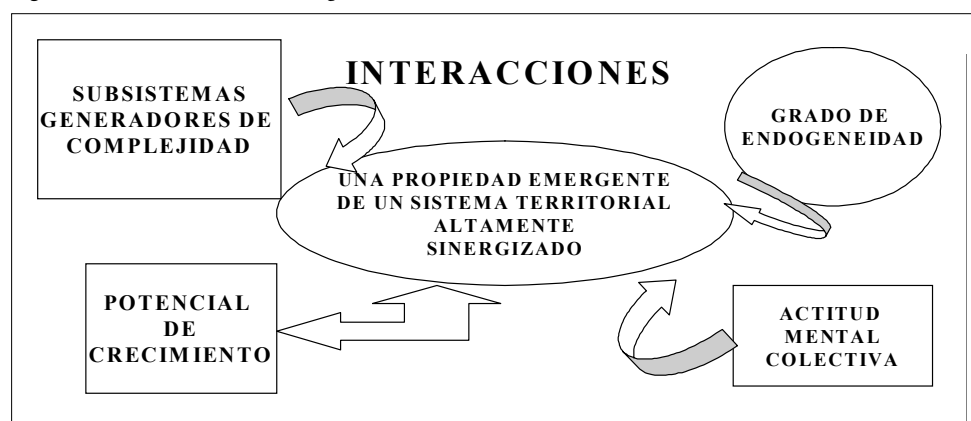 INTERACCIONES
SUBSISTEMAS
GENERADORES DE
COMPLEJIDAD
GRADO DE
ENDOGENEIDAD
UNA PROPIEDAD EMERGENTE
DE UN SISTEMA TERRITORIAL
ALTAMENTE
SINERGIZADO
POTENCIAL
DE
CRECIMIENTO
ACTITUD
MENTAL
COLECTIVA